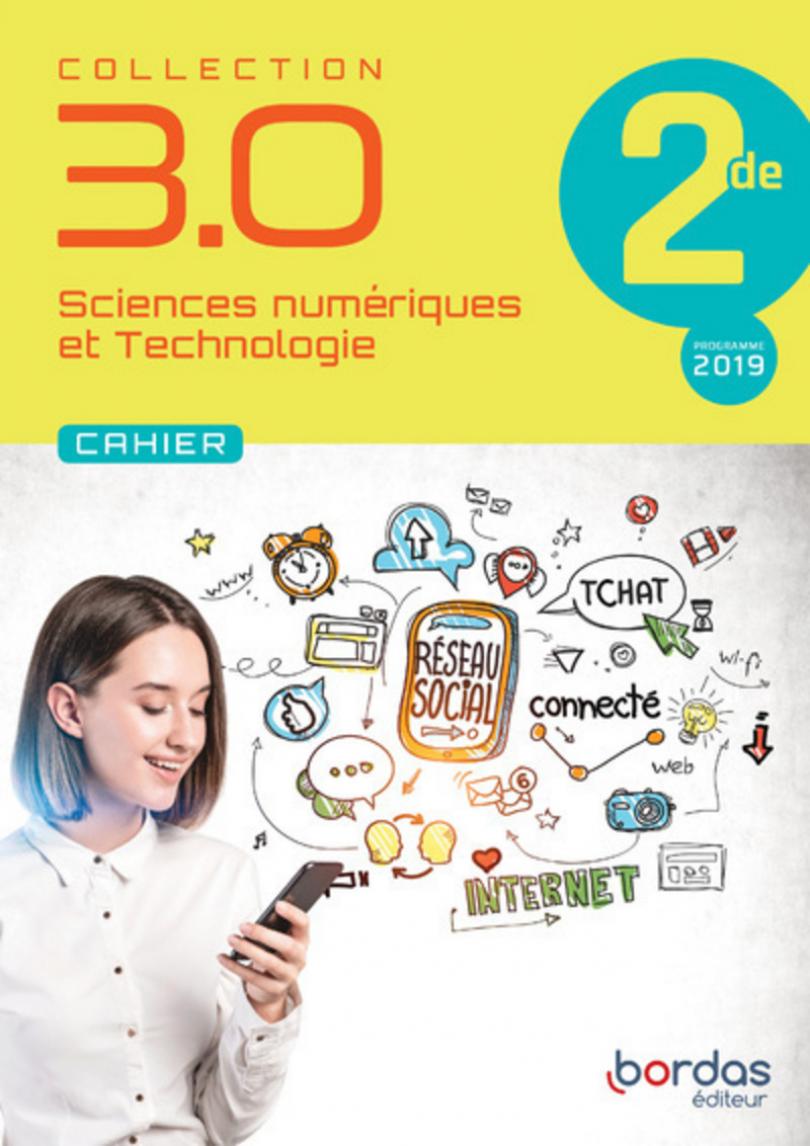 COLLECTION
3.0
2de
Sciences numériques
et Technologie
PROGRAMME
2019
CAHIER
www
TCHAT
RÉSEAU
SOCIAL
wi-fi
connecté
web
6
INTERNET
bordas
éditeur